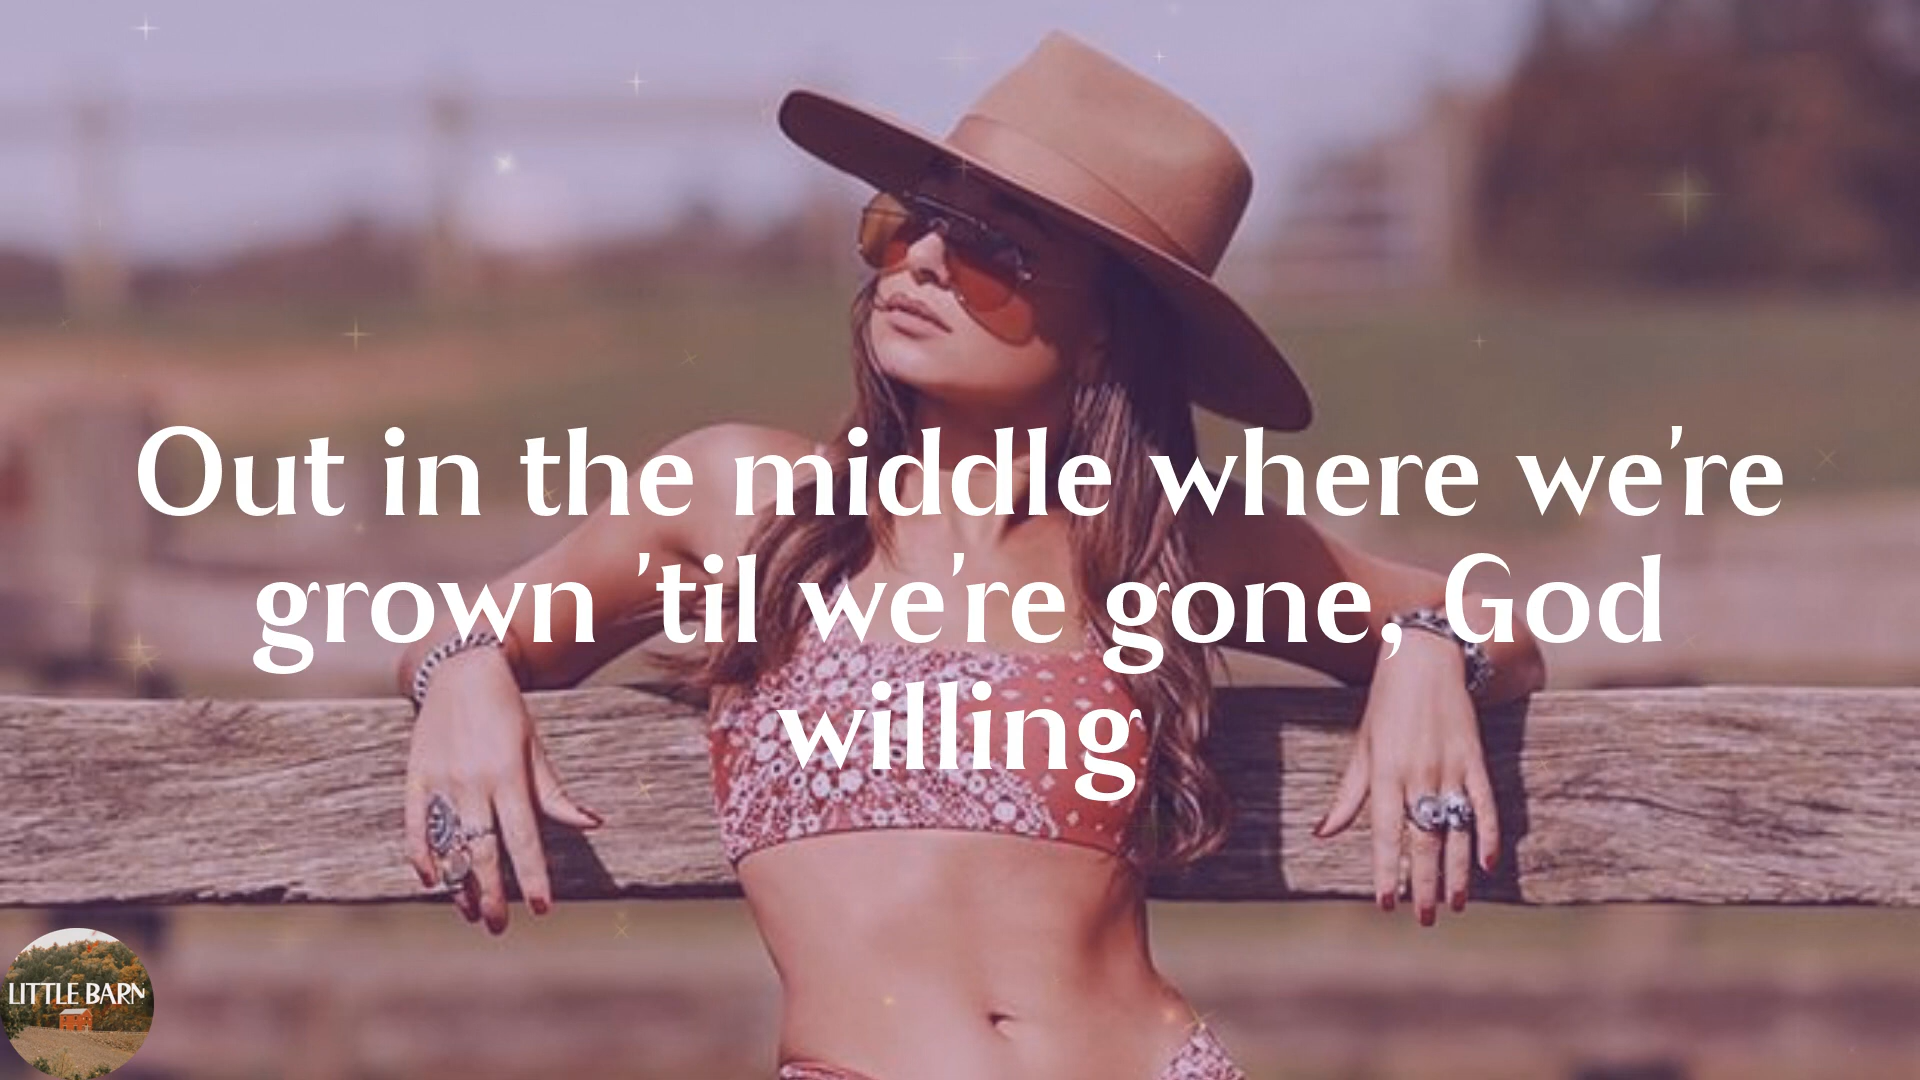 Out in the middle where we're
grown 'til we're gone, God
willing
LITTLE BARN